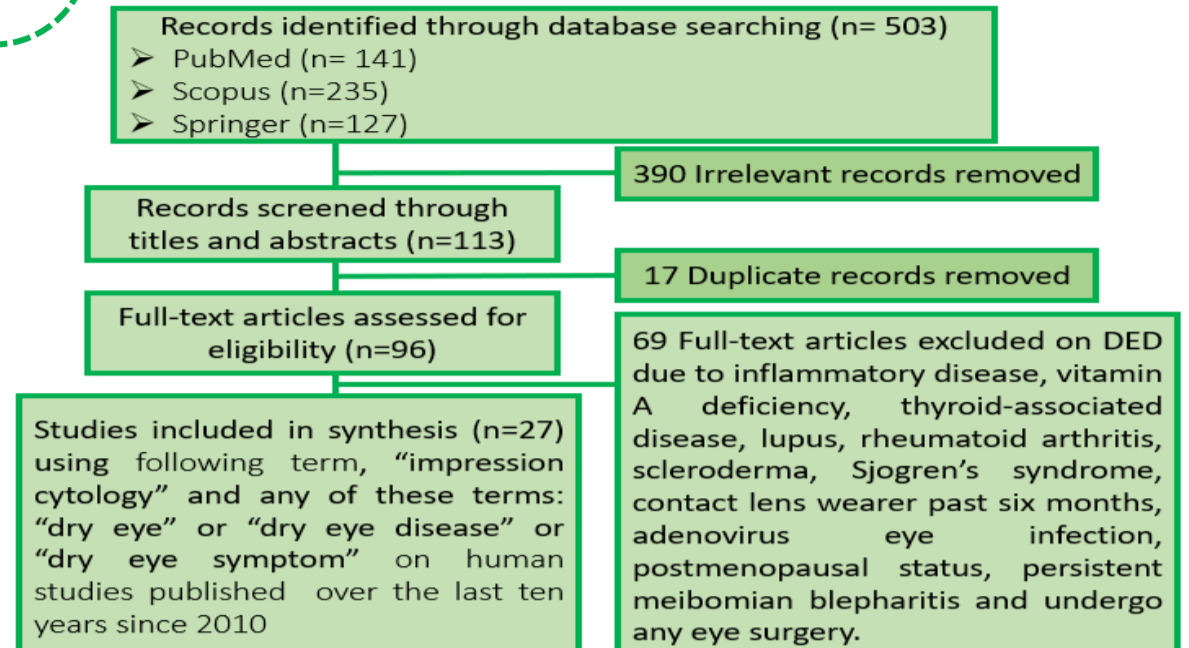 Records identified through database searching (n= 503)
➢ PubMed (n= 141)
➢ Scopus (n=235)
➢ Springer (n=127)
390 Irrelevant records removed
Records screened through
titles and abstracts (n=113)
17 Duplicate records removed
Full-text articles assessed for
eligibility (n=96)
69 Full-text articles excluded on DED
due to inflammatory disease, vitamin
A deficiency, thyroid-associated
disease, lupus, rheumatoid arthritis,
scleroderma, Sjogren’s syndrome,
contact lens wearer past six months,
adenovirus eye infection,
postmenopausal status, persistent
meibomian blepharitis and undergo
any eye surgery.
Studies included in synthesis (n=27)
using following term, “impression
cytology” and any of these terms:
“dry eye” or “dry eye disease” or
“dry eye symptom” on human
studies published over the last ten
years since 2010